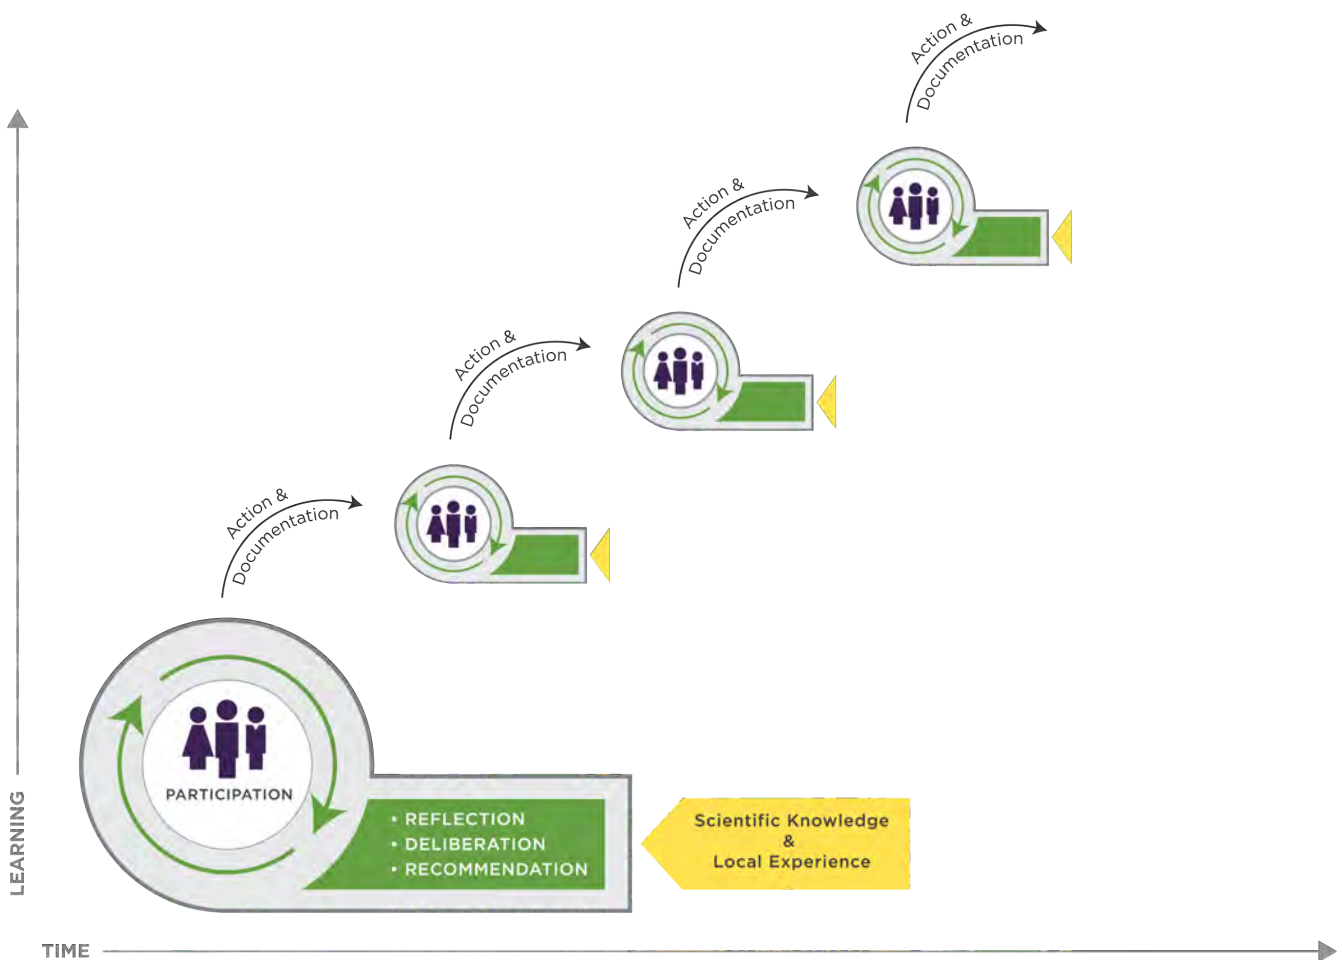 Action &
Documentation
Action &
Documentation
Action &
Documentation
Action &
Documentation
PARTICIPATION
• REFLECTION
• DELIBERATION
• RECOMMENDATION
Scientific Knowledge
&
Local Experience
LEARNING
TIME